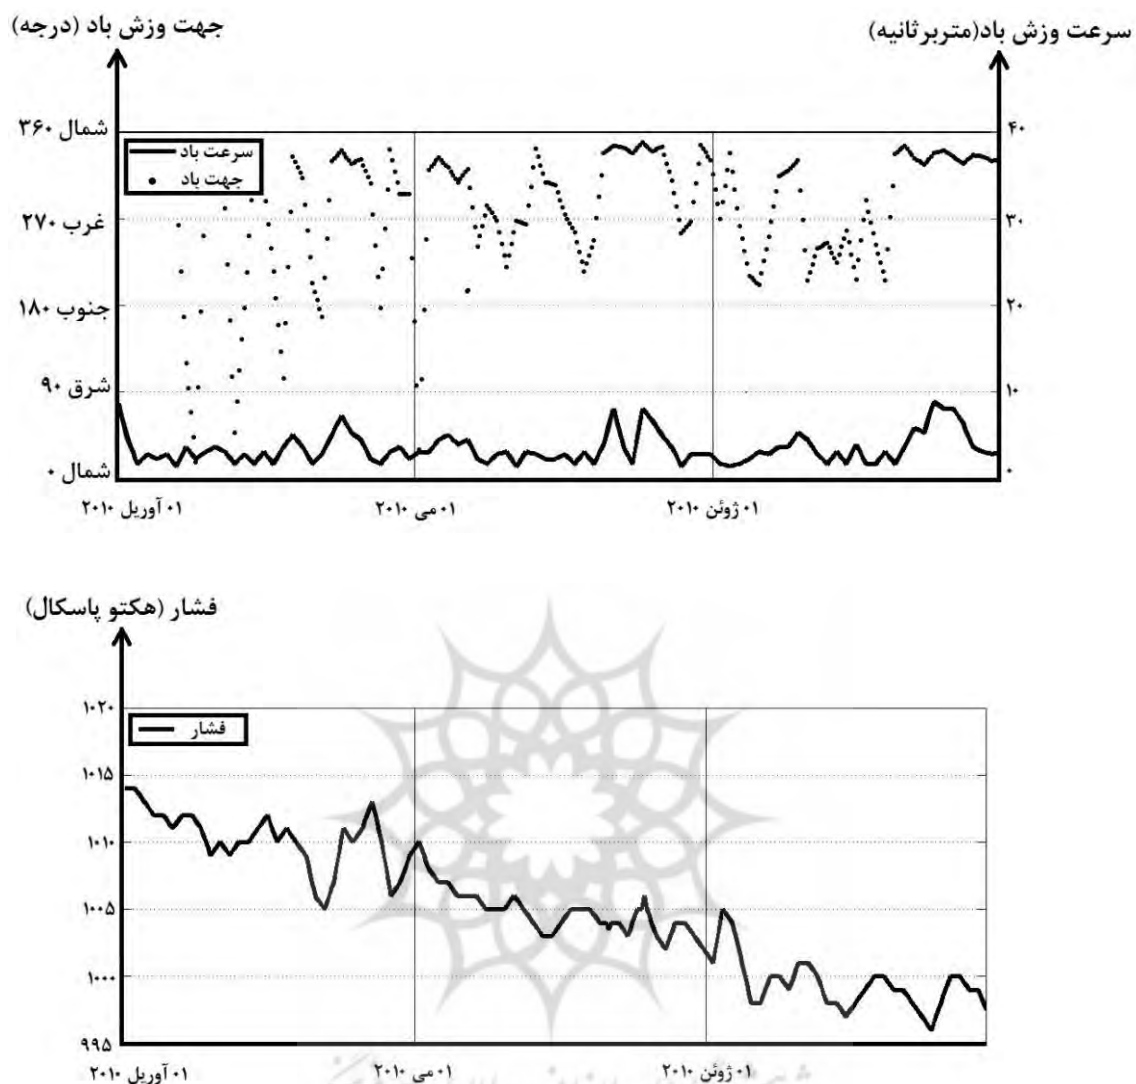 جهت وزش باد (درجه)
سرعت وزش باد(متربرثانیه)
شمال ۳۶۰
غرب ۲۷۰
جنوب ۱۸۰
شرق ۹۰
شمال ۰
سرعت باد
جهت باد
۴۰
۳۰
۲۰
۱۰
۰
۰۱ آوریل ۲۰۱۰
۰۱ می ۲۰۱۰
۰۱ ژوئن ۲۰۱۰
فشار (هکتو پاسکال)
۱۰۲۰
۱۰۱۵
۱۰۱۰
۱۰۰۵
۱۰۰۰
۹۹۵
فشار
۰۱ آوریل ۲۰۱۰
۰۱ می ۲۰۱۰
۰۱ ژوئن ۲۰۱۰